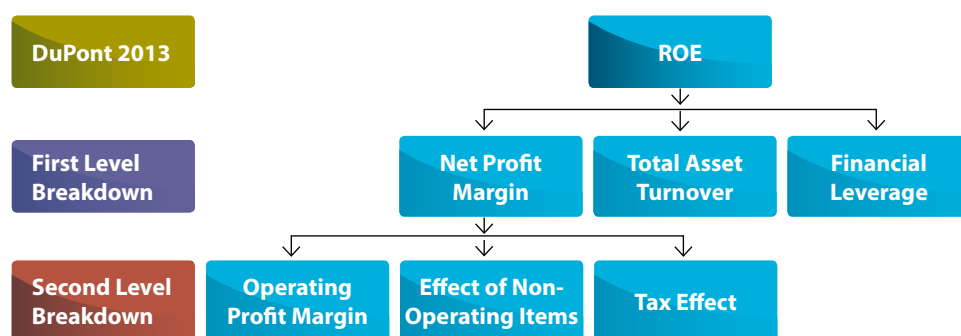 DuPont 2013
ROE
First Level
Breakdown
Net Profit
Margin
Total Asset
Turnover
Financial
Leverage
Second Level
Breakdown
Operating
Profit Margin
Effect of Non-
Operating Items
Tax Effect